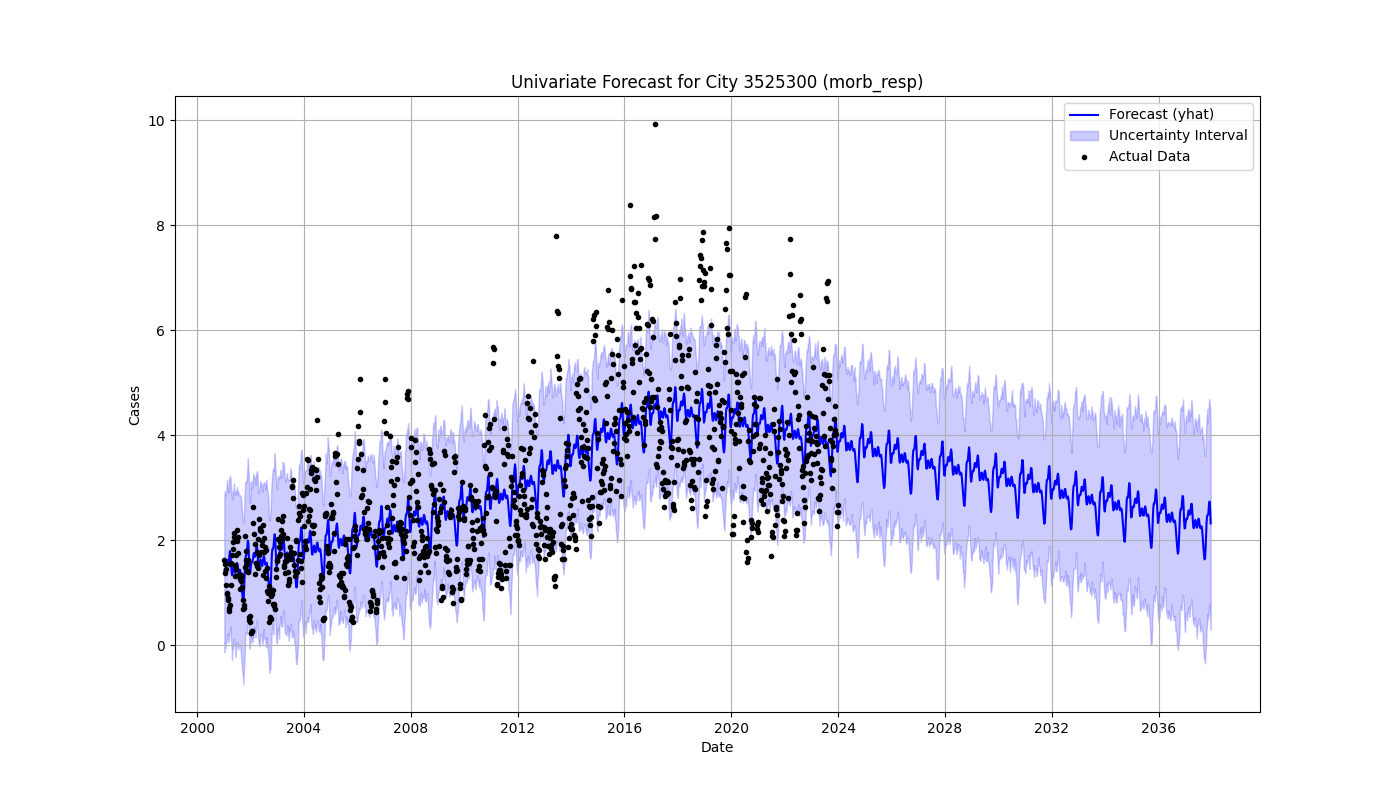 Univariate Forecast for City 3525300 (morb_resp)
Forecast (yhat)
Uncertainty Interval
Actual Data
Cases
10
8
6
4
2
0
2000 2004 2008 2012 2016 2020 2024 2028 2032 2036
Date